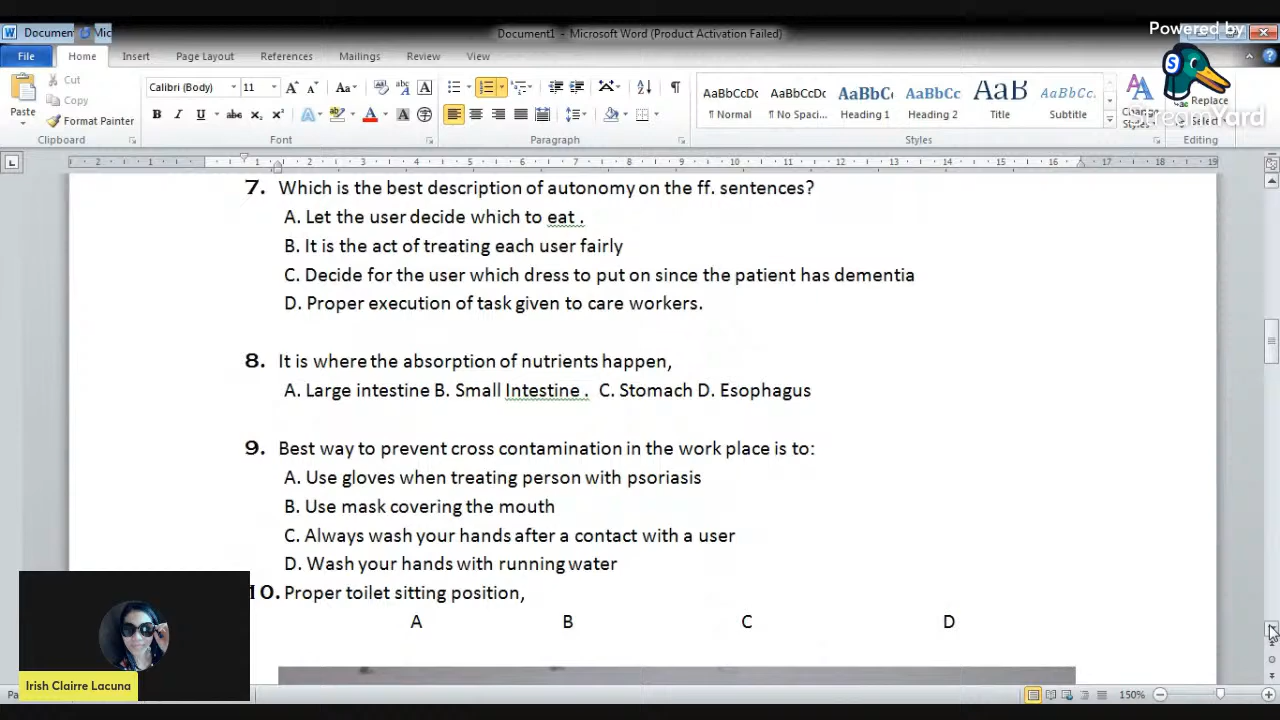 Powered by
StreamYard
Document Mic
Document1 - Microsoft Word (Product Activation Failed)
File Home Insert Page Layout References Mailings Review View
Paste
Cut
Copy
Format Painter
Clipboard
Calibri (Body) 11
Font
Paragraph
AaBbCcDc AaBbCcDc AaBbC AaBbCc AaB AaBbCc.
¶ Normal ¶ No Spaci... Heading 1 Heading 2 Title Subtitle
Change Styles
Styles
Replace
Select
Editing
7. Which is the best description of autonomy on the ff. sentences?
A. Let the user decide which to eat .
B. It is the act of treating each user fairly
C. Decide for the user which dress to put on since the patient has dementia
D. Proper execution of task given to care workers.
8. It is where the absorption of nutrients happen,
A. Large intestine B. Small Intestine . C. Stomach D. Esophagus
9. Best way to prevent cross contamination in the work place is to:
A. Use gloves when treating person with psoriasis
B. Use mask covering the mouth
C. Always wash your hands after a contact with a user
D. Wash your hands with running water
10. Proper toilet sitting position,
A B C D
Irish Clairre Lacuna
150%